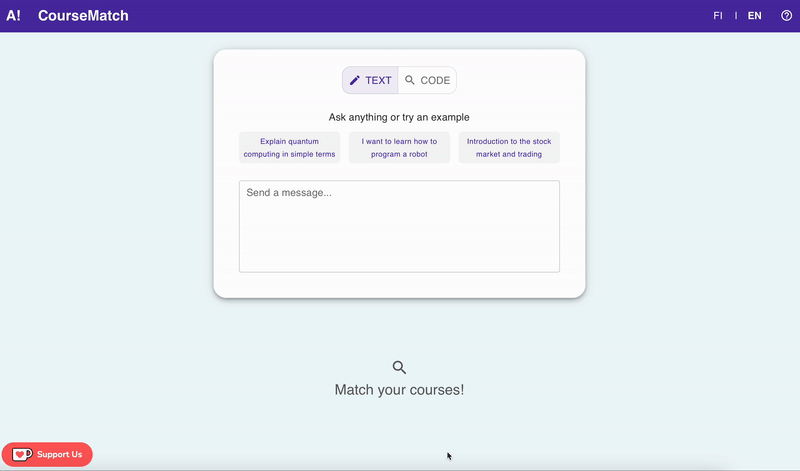 A! CourseMatch FI | EN
TEXT CODE
Ask anything or try an example
Explain quantum
computing in simple terms
I want to learn how to
program a robot
Introduction to the stock
market and trading
Send a message...
Match your courses!
Support Us